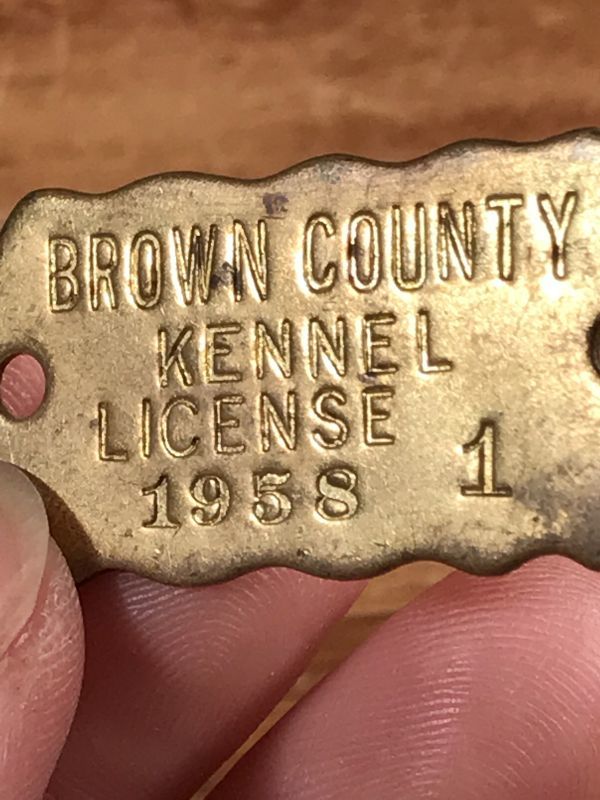 BROWN COUNTY
KENNEL
LICENSE
1958 1